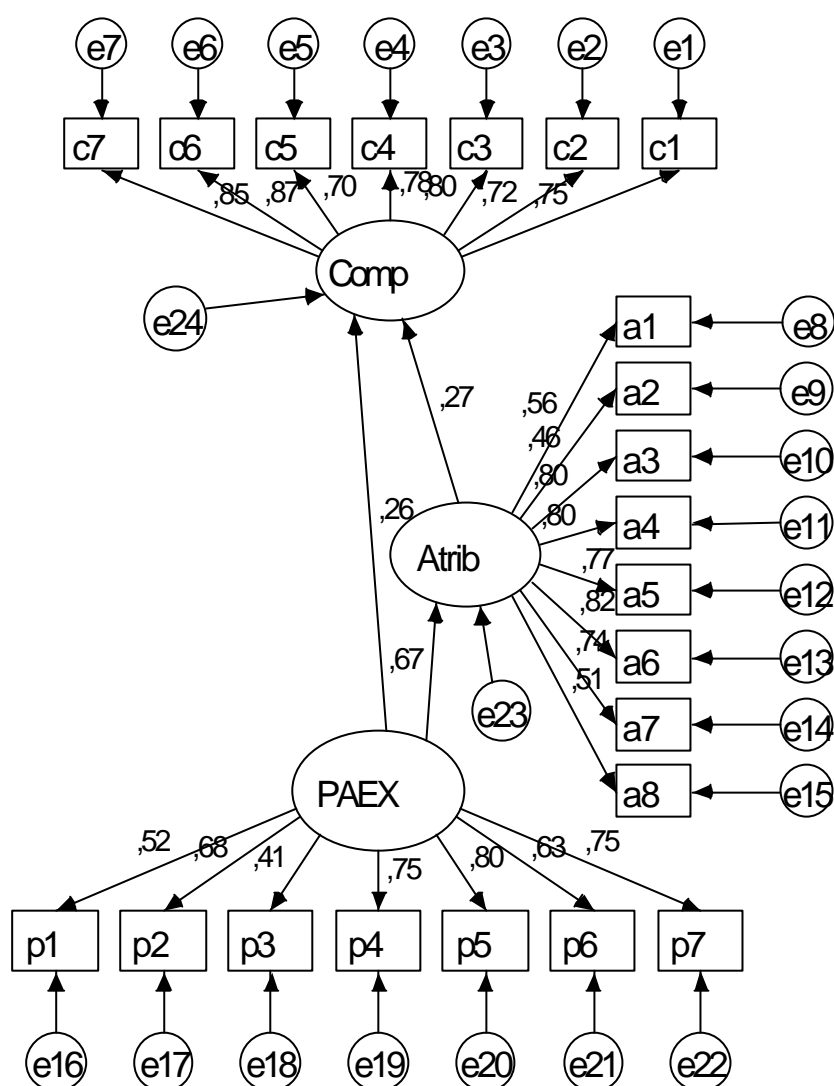 e7 e6 e5 e4 e3 e2 e1
c7 c6 c5 c4 c3 c2 c1
,85 ,87 ,70 ,78 ,80 ,72 ,75
Comp
e24
a1 e8
,27 ,56 a2 e9
,46
,80 a3 e10
,26 ,80 a4 e11
Atrib ,77
,82 a5 e12
,67 ,74 a6 e13
,51
e23 a7 e14
PAEX a8 e15
,52 ,68 ,41 ,75 ,80 ,63 ,75
p1 p2 p3 p4 p5 p6 p7
e16 e17 e18 e19 e20 e21 e22